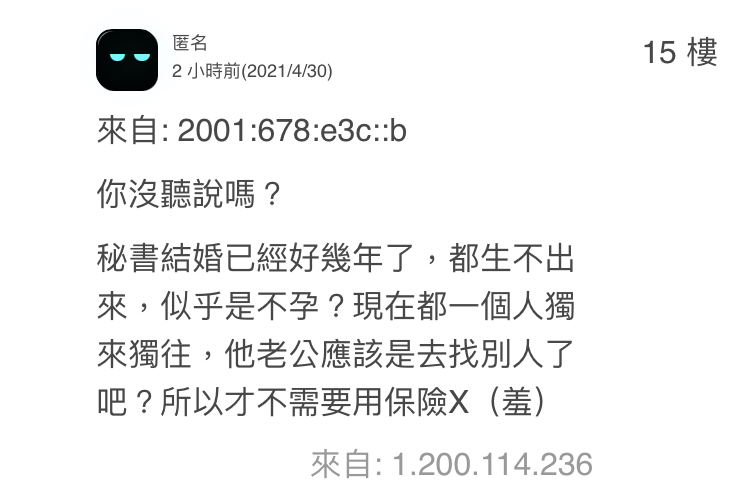 匿名
15 樓
2 小時前(2021/4/30)
來自: 2001:678:e3c::b
你沒聽說嗎？
秘書結婚已經好幾年了，都生不出
來，似乎是不孕？現在都一個人獨
來獨往，他老公應該是去找別人了
吧？所以才不需要用保險X（羞）
來自: 1.200.114.236